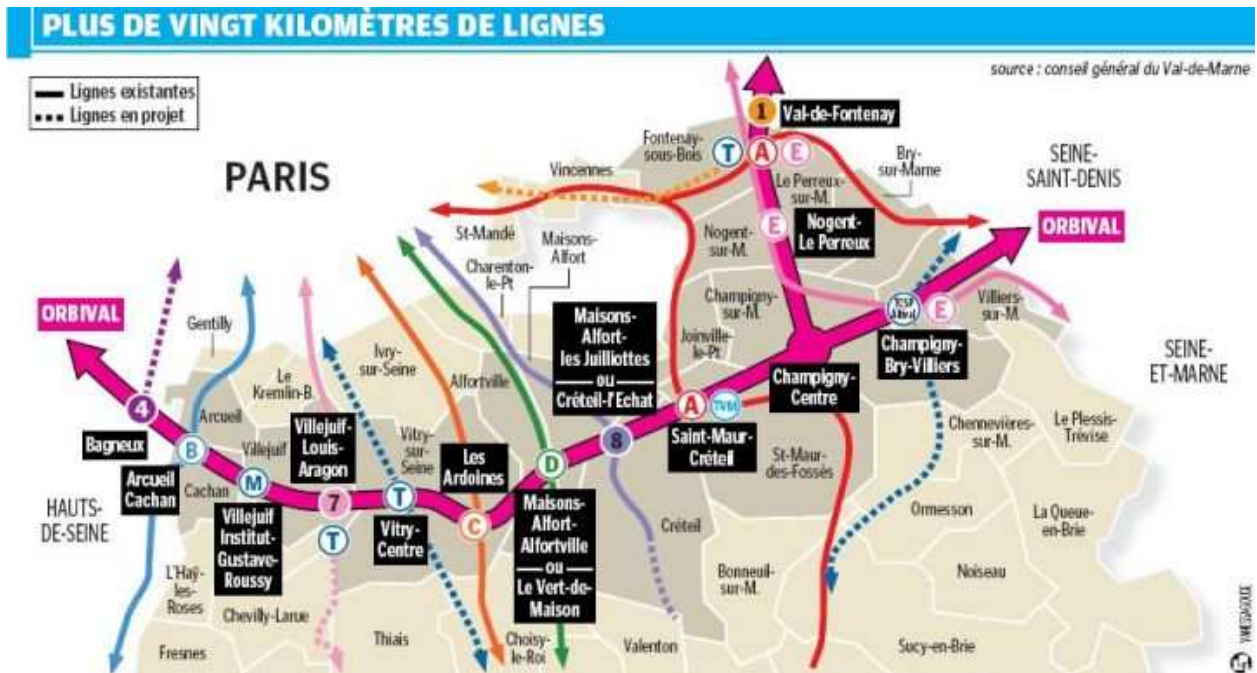 PLUS DE VINGT KILOMÈTRES DE LIGNES
source : conseil général du Val-de-Marne
Lignes existantes
Lignes en projet
PARIS
1
Val-de-Fontenay
Fontenay-
sous-Bois
T
A
E
Bry-
sur-Marne
SEINE-
SAINT-DENIS
Vincennes
Le Perreux-
sur-M.
ORBIVAL
St-Mandé
Maisons-
Alfort
Nogent-
sur-M.
E
Nogent-
Le Perreux
Charenton-
le-Pt
ORBIVAL
Gentilly
Ivry-
sur-Seine
Maisons-
Alfort-
les Juilliottes
ou
Créteil-l'Echat
Champigny-
sur-M.
TCSP
Altival
E
Villiers-
sur-M.
Joinville-
le-Pt
Champigny-
Bry-Villiers
SEINE-
ET-MARNE
Le
Kremlin-B.
Alfortville
Champigny-
Centre
4
Bagneux
Arcueil
A
TVM
Saint-Maur-
Créteil
Chennevières-
sur-M.
Le Plessis-
Trévise
B
Arcueil
Cachan
Villejuif
Villejuif-
Louis-
Aragon
Vitry-
sur-
Seine
Les
Ardoines
8
D
St-Maur-
des-Fossés
HAUTS-
DE-SEINE
Cachan
M
7
T
C
Villejuif
Institut-
Gustave-
Roussy
T
Vitry-
Centre
Maisons-
Alfort-
Alfortville
ou
Le Vert-de-
Maison
Créteil
Ormesson
La Queue-
en-Brie
L'Haÿ-
les-
Roses
Chevilly-Larue
Bonneuil-
sur-M.
Noiseau
Fresnes
Thiais
Choisy-
le-Roi
Valenton
Sucy-en-Brie